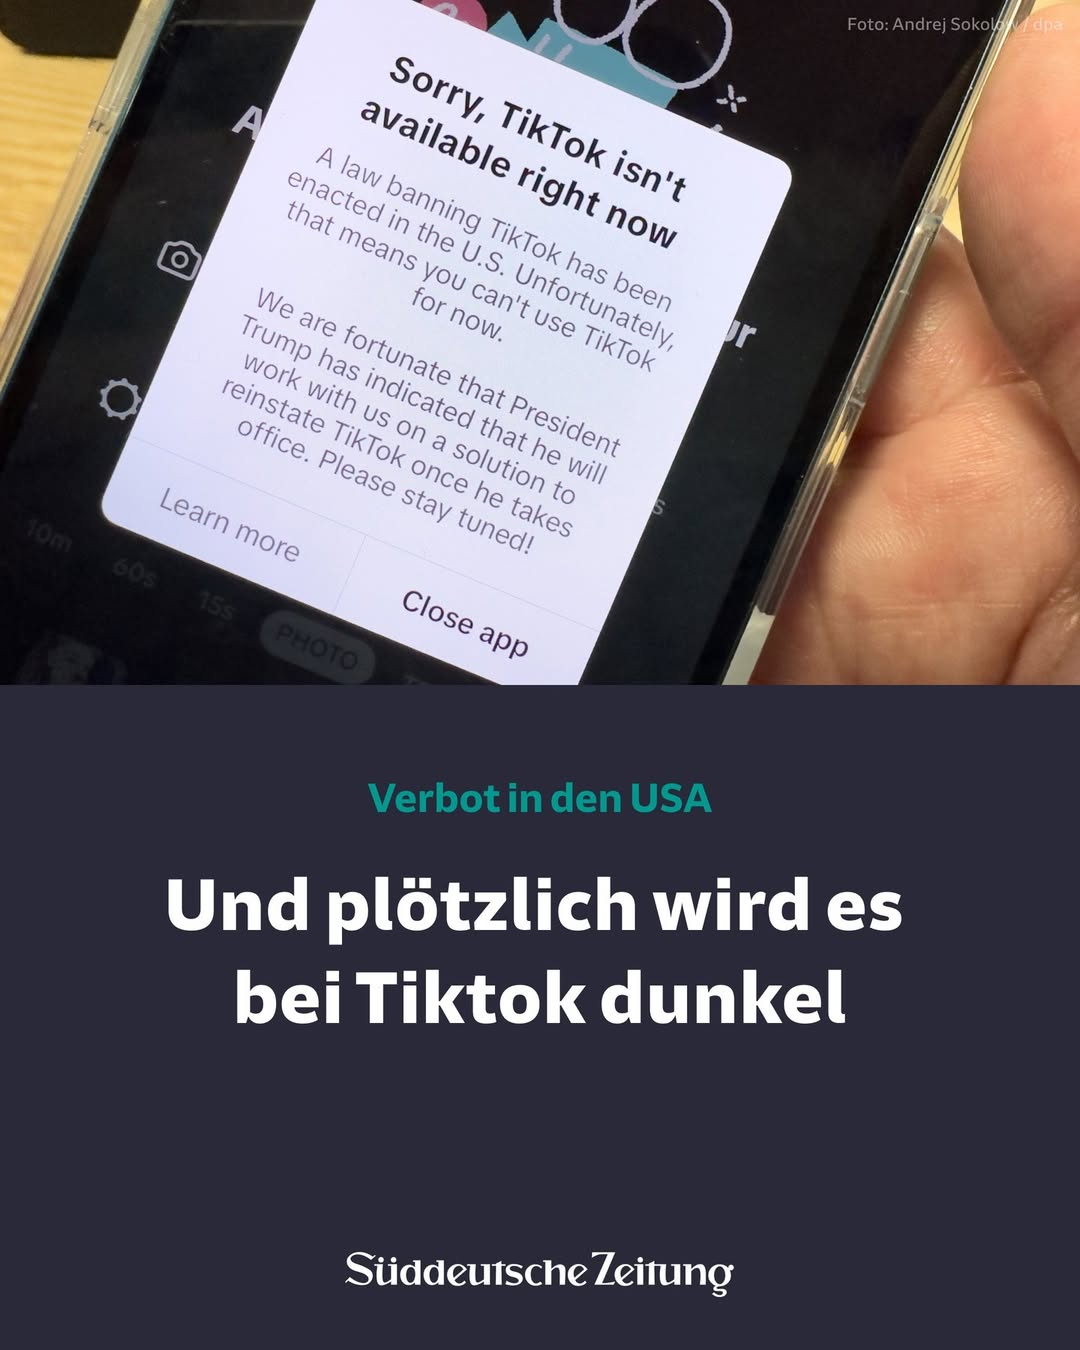 Foto: Andrej Sokolow / dpa
Sorry, TikTok isn't
available right now
A law banning TikTok has been
enacted in the U.S. Unfortunately,
that means you can't use TikTok
for now.
We are fortunate that President
Trump has indicated that he will
work with us on a solution to
reinstate TikTok once he takes
office. Please stay tuned!
Learn more
Close app
10m
60s
15s
PHOTO
Verbot in den USA
Und plötzlich wird es
bei Tiktok dunkel
Süddeutsche Zeitung